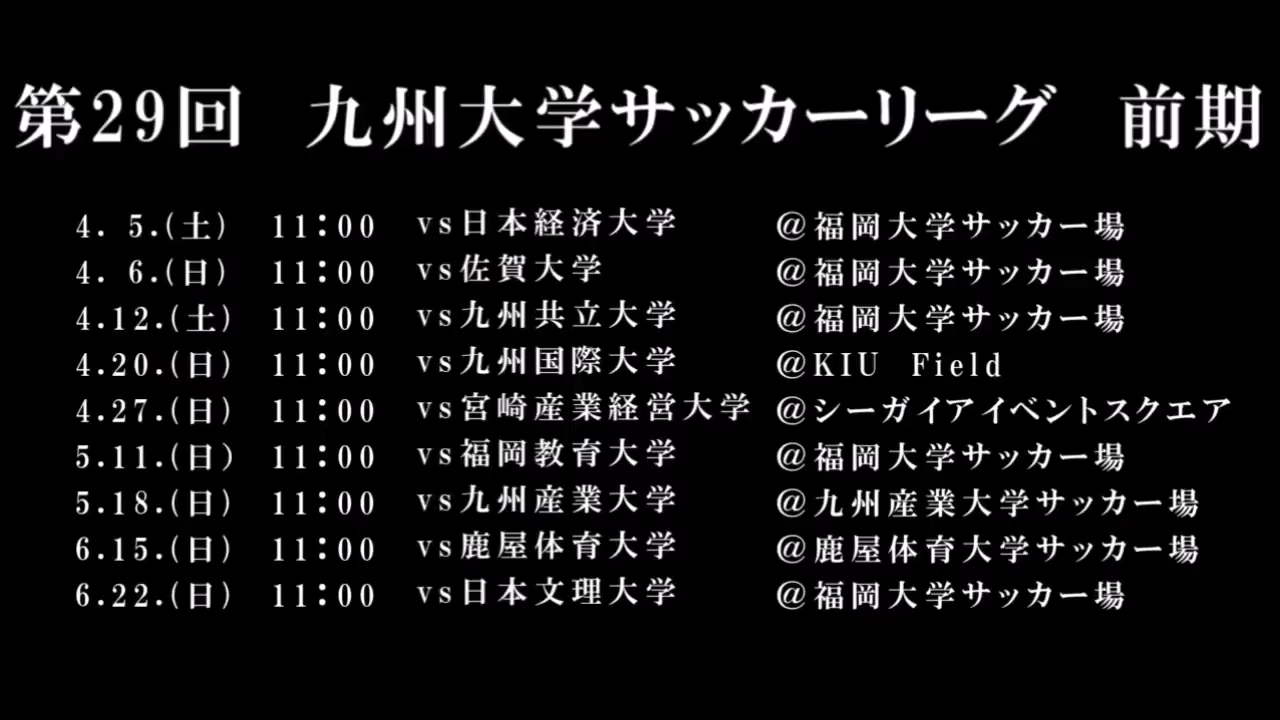 第29回 九州大学サッカーリーグ 前期
4. 5.(土) 11:00 vs日本経済大学 @福岡大学サッカー場
4. 6.(日) 11:00 vs佐賀大学 @福岡大学サッカー場
4.12.(土) 11:00 vs九州共立大学 @福岡大学サッカー場
4.20.(日) 11:00 vs九州国際大学 @KIU Field
4.27.(日) 11:00 vs宮崎産業経営大学 @シーガイアイベントスクエア
5.11.(日) 11:00 vs福岡教育大学 @福岡大学サッカー場
5.18.(日) 11:00 vs九州産業大学 @九州産業大学サッカー場
6.15.(日) 11:00 vs鹿屋体育大学 @鹿屋体育大学サッカー場
6.22.(日) 11:00 vs日本文理大学 @福岡大学サッカー場